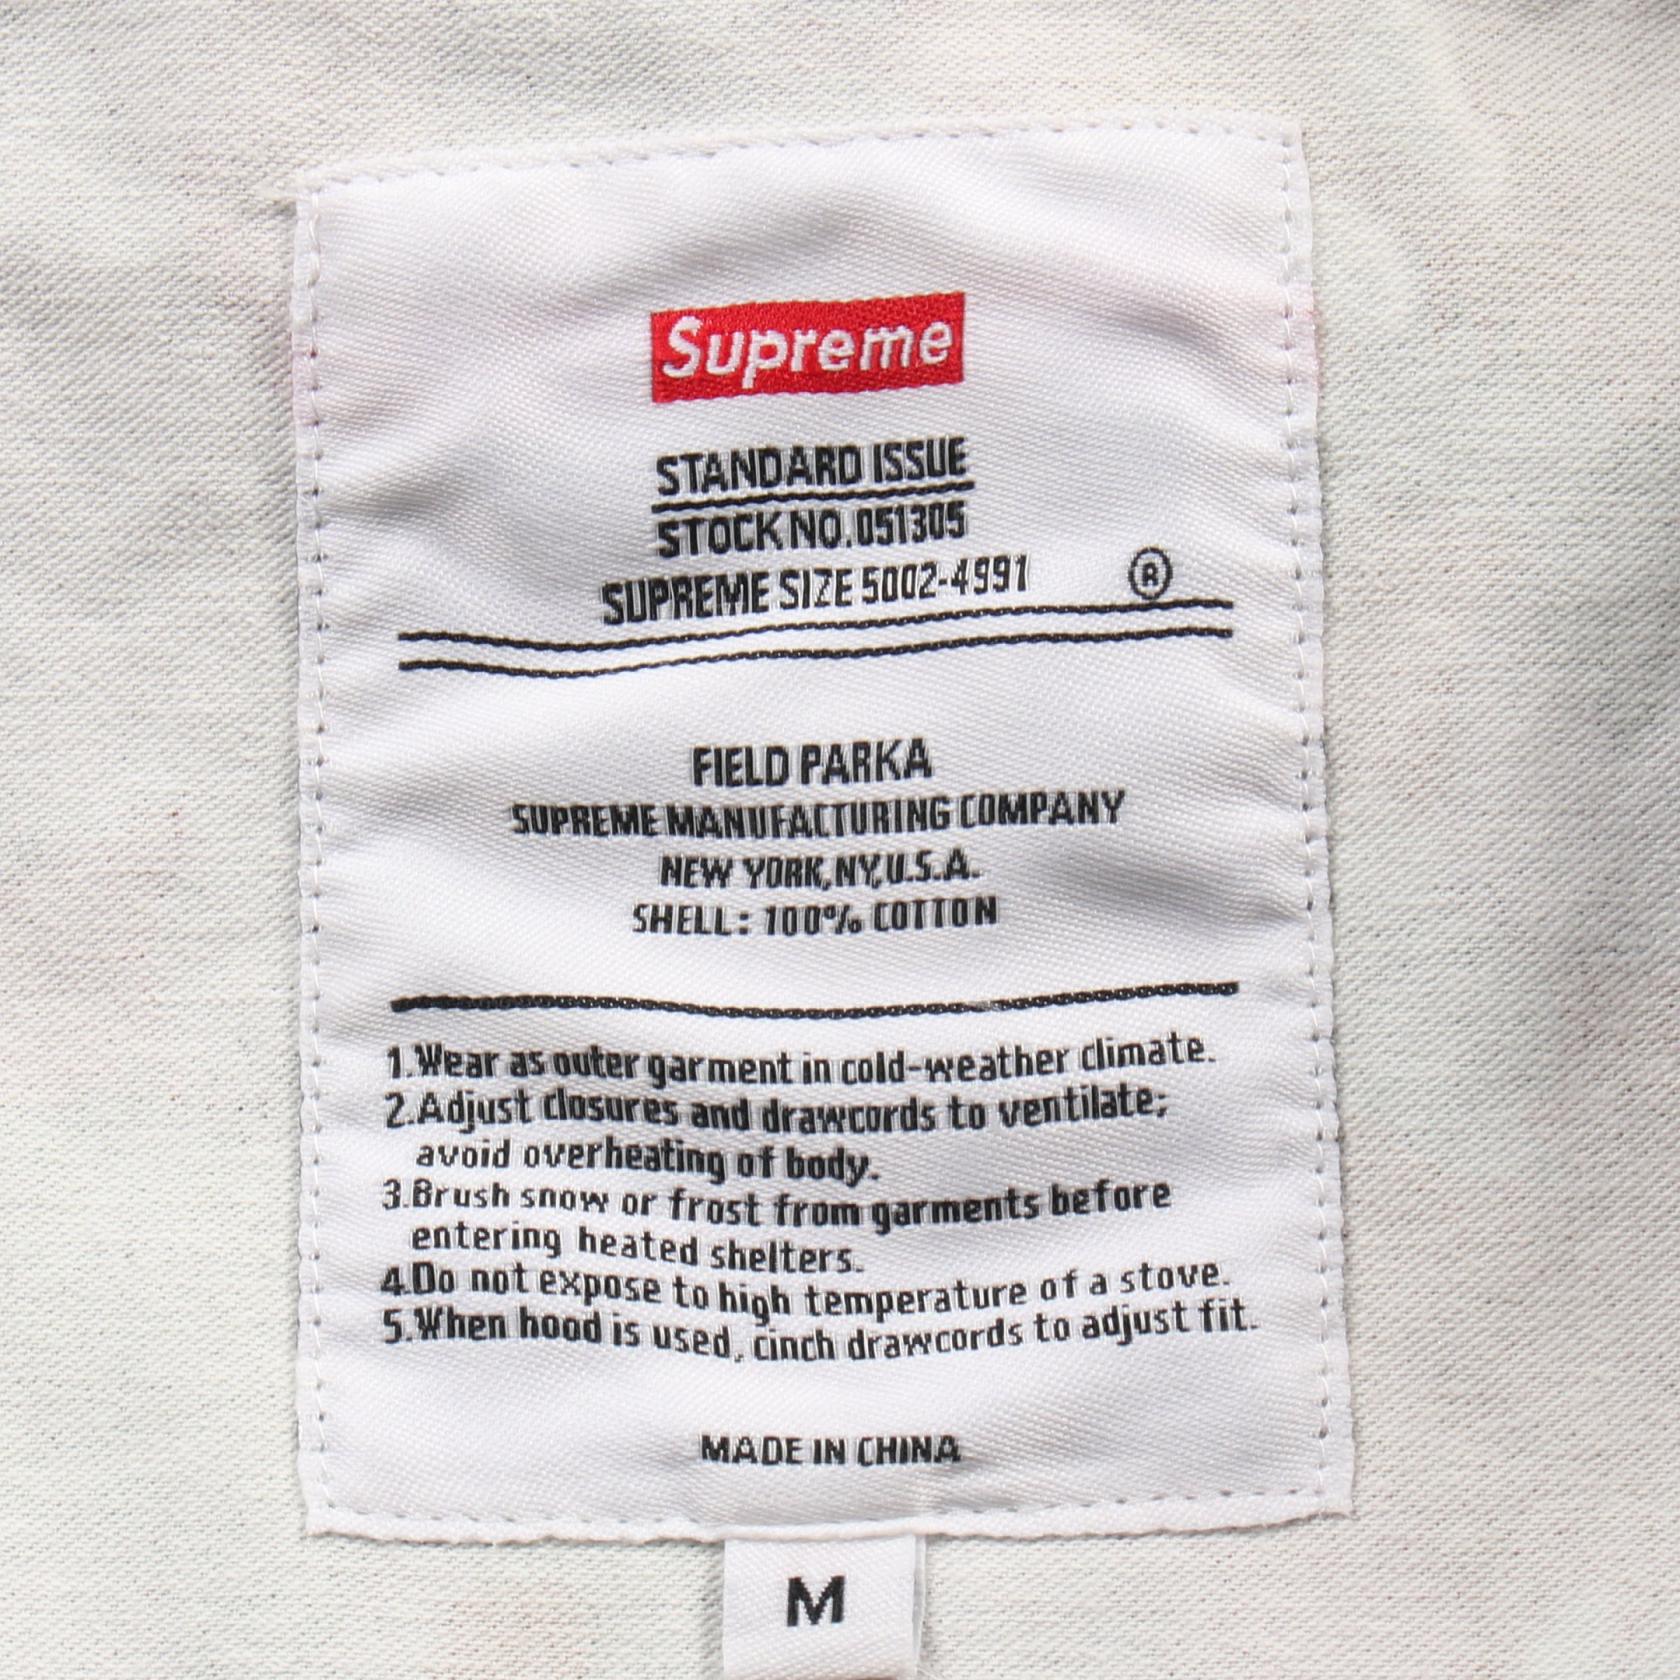 Supreme
STANDARD ISSUE
STOCK NO.051305
SUPREME SIZE 5002-4991 ®
FIELD PARKA
SUPREME MANUFACTURING COMPANY
NEW YORK,NY,U.S.A.
SHELL: 100% COTTON
1.Wear as outer garment in cold-weather climate.
2.Adjust closures and drawcords to ventilate;
avoid overheating of body.
3.Brush snow or frost from garments before
entering heated shelters.
4.Do not expose to high temperature of a stove.
5.When hood is used, cinch drawcords to adjust fit.
MADE IN CHINA
M